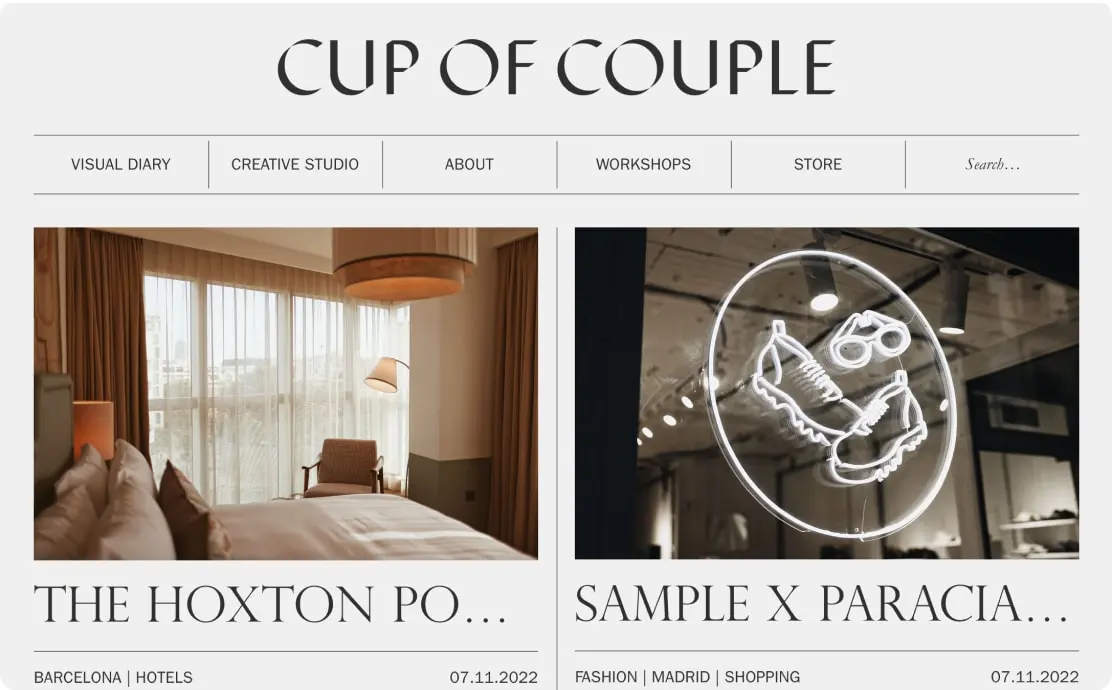 CUP OF COUPLE
VISUAL DIARY
CREATIVE STUDIO
ABOUT
WORKSHOPS
STORE
Search...
THE HOXTON PO...
BARCELONA | HOTELS
07.11.2022
SAMPLE X PARACIA...
FASHION | MADRID | SHOPPING
07.11.2022